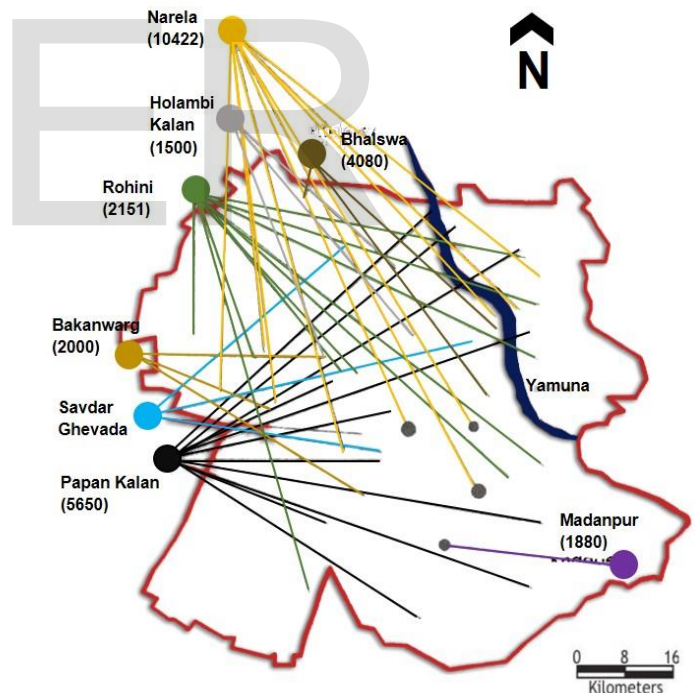 ER
Narela
(10422)
N
Holambi
Kalan
(1500)
Bhalswa
(4080)
Rohini
(2151)
Bakanwarg
(2000)
Yamuna
Savdar
Ghevada
Papan Kalan
(5650)
Madanpur
(1880)
0 8 16
Kilometers